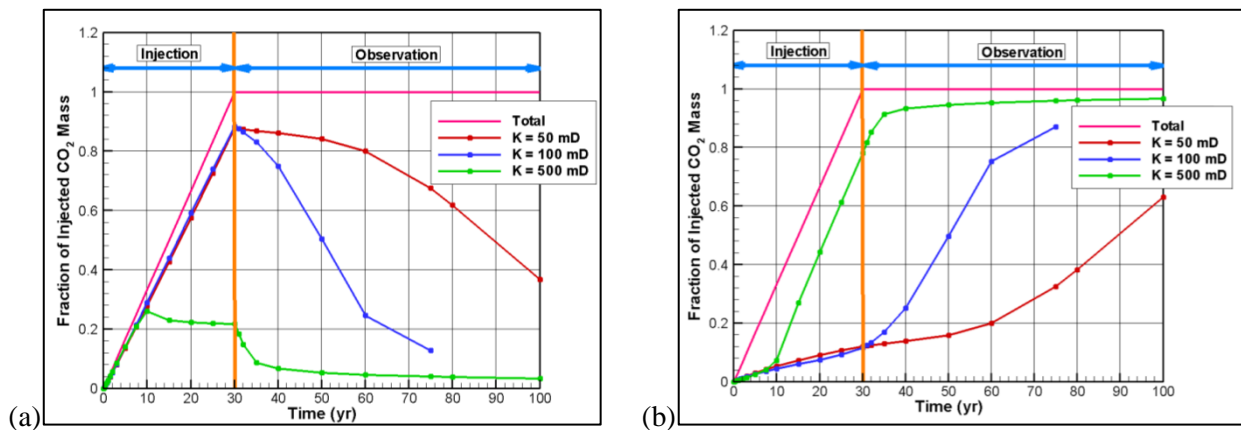 (a)
Fraction of Injected CO₂ Mass
1.2
1
0.8
0.6
0.4
0.2
0
Injection
Observation
Total
K = 50 mD
K = 100 mD
K = 500 mD
0 10 20 30 40 50 60 70 80 90 100
Time (yr)
(b)
Fraction of Injected CO₂ Mass
1.2
1
0.8
0.6
0.4
0.2
0
Injection
Observation
Total
K = 50 mD
K = 100 mD
K = 500 mD
0 10 20 30 40 50 60 70 80 90 100
Time (yr)